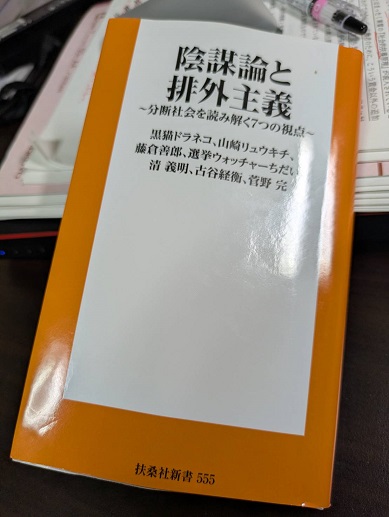 陰謀論と
排外主義
~分断社会を読み解く7つの視点~
黒猫ドラネコ、山崎リュウキチ、
藤倉善郎、選挙ウォッチャーちだい、
清 義明、古谷経衡、菅野 完
扶桑社新書 555